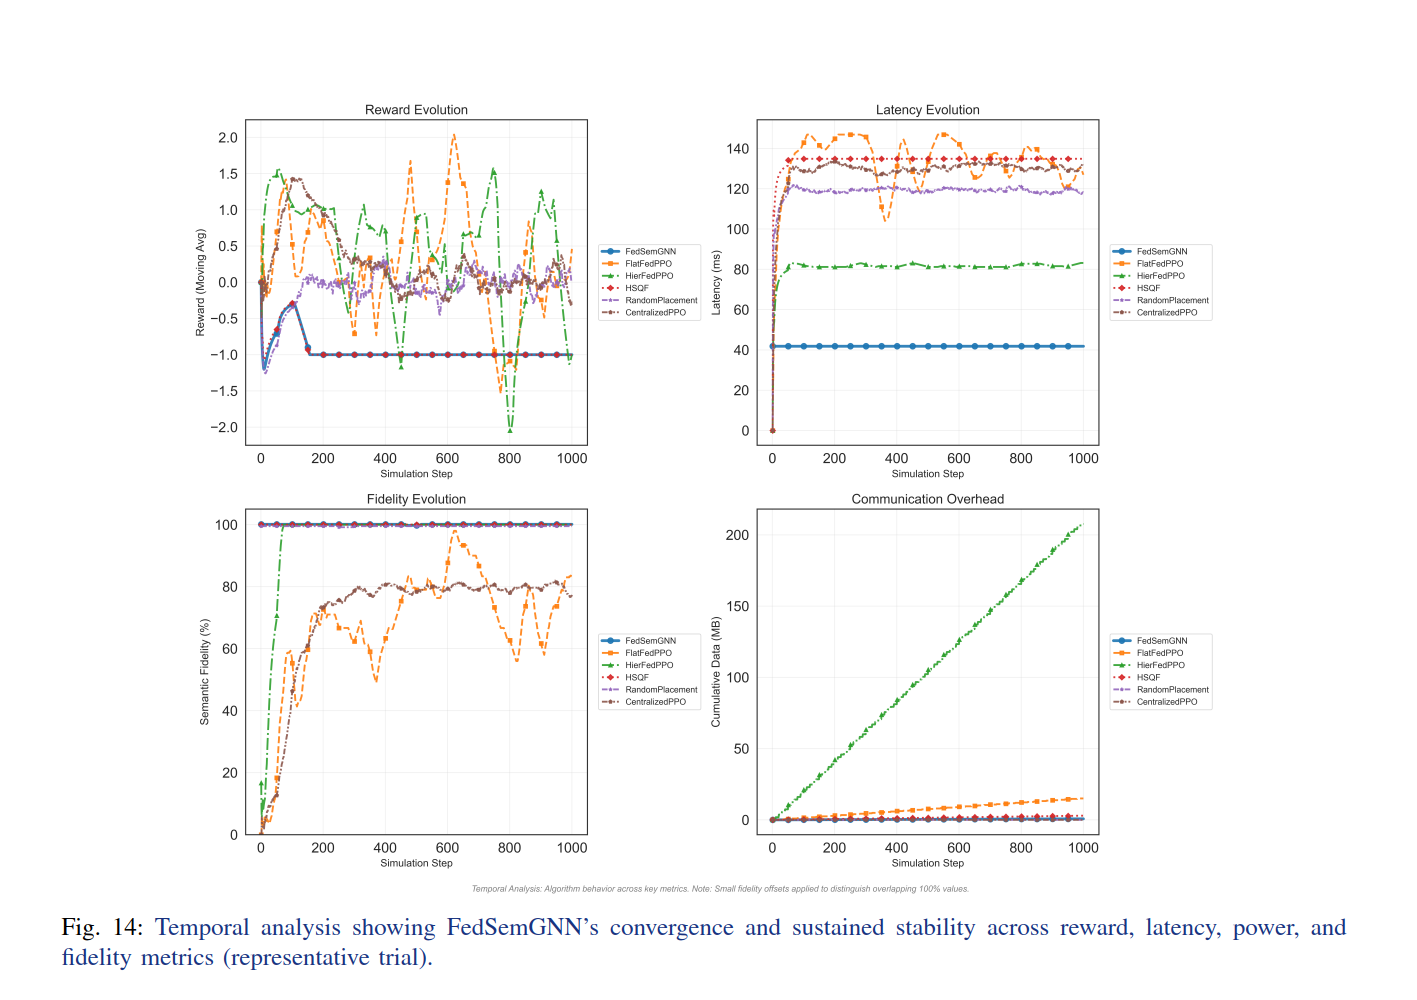 Reward Evolution
2.0
1.5
1.0
0.5
0.0
−0.5
−1.0
−1.5
−2.0
Reward (Moving Avg)
0 200 400 600 800 1000
Simulation Step
FedSemGNN
FlatFedPPO
HierFedPPO
HSQF
RandomPlacement
CentralizedPPO
Latency Evolution
140
120
100
80
60
40
20
0
Latency (ms)
0 200 400 600 800 1000
Simulation Step
FedSemGNN
FlatFedPPO
HierFedPPO
HSQF
RandomPlacement
CentralizedPPO
Fidelity Evolution
100
80
60
40
20
0
Semantic Fidelity (%)
0 200 400 600 800 1000
Simulation Step
FedSemGNN
FlatFedPPO
HierFedPPO
HSQF
RandomPlacement
CentralizedPPO
Communication Overhead
200
150
100
50
0
Cumulative Data (MB)
0 200 400 600 800 1000
Simulation Step
FedSemGNN
FlatFedPPO
HierFedPPO
HSQF
RandomPlacement
CentralizedPPO
Temporal Analysis: Algorithm behavior across key metrics. Note: Small fidelity offsets applied to distinguish overlapping 100% values.
Fig. 14: Temporal analysis showing FedSemGNN's convergence and sustained stability across reward, latency, power, and
fidelity metrics (representative trial).